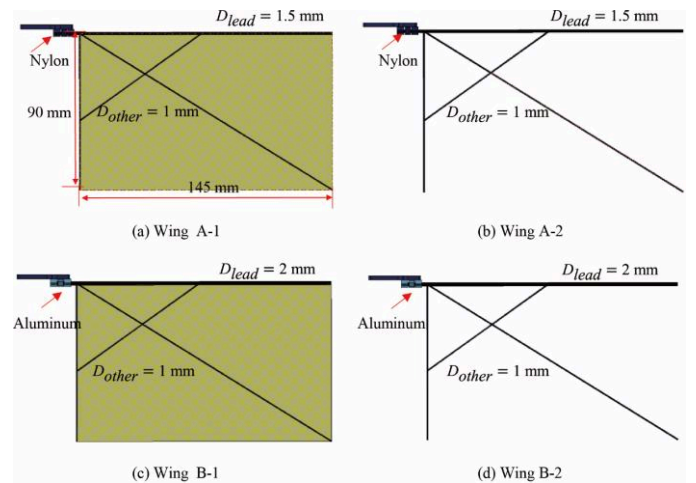 D_lead = 1.5 mm
Nylon
90 mm
D_other = 1 mm
145 mm
(a) Wing A-1
D_lead = 1.5 mm
Nylon
D_other = 1 mm
(b) Wing A-2
D_lead = 2 mm
Aluminum
D_other = 1 mm
(c) Wing B-1
D_lead = 2 mm
Aluminum
D_other = 1 mm
(d) Wing B-2